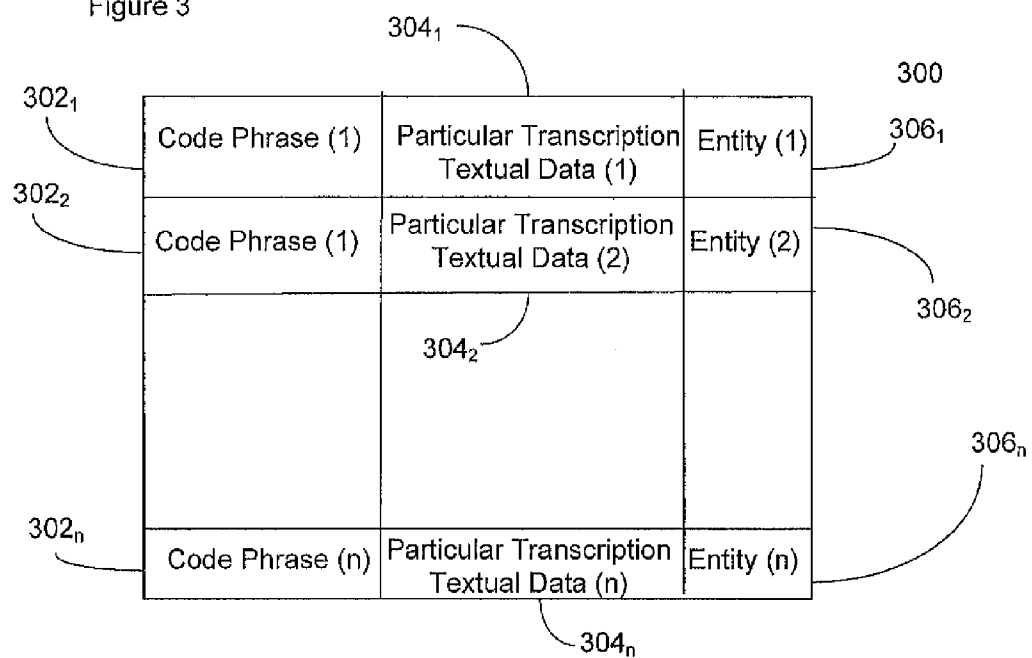 Figure 3
304₁
300
302₁
Code Phrase (1)
Particular Transcription
Textual Data (1)
Entity (1)
306₁
302₂
Code Phrase (1)
Particular Transcription
Textual Data (2)
Entity (2)
306₂
304₂
306ₙ
302ₙ
Code Phrase (n)
Particular Transcription
Textual Data (n)
Entity (n)
304ₙ